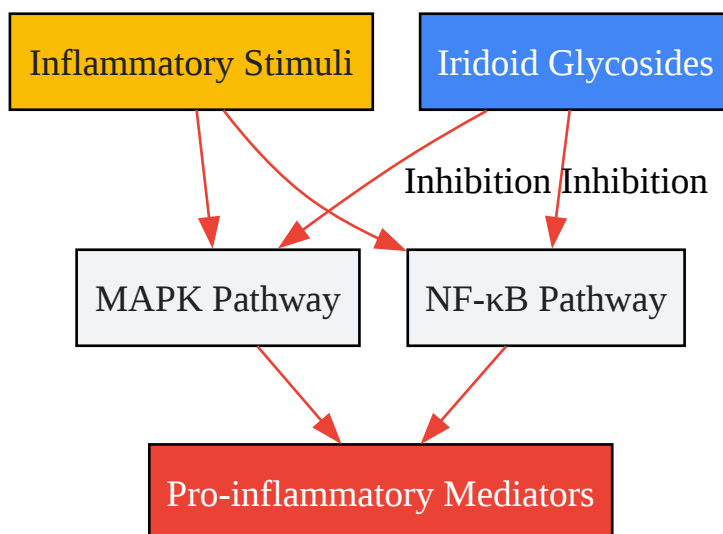 Inflammatory Stimuli
Iridoid Glycosides
Inhibition
Inhibition
MAPK Pathway
NF-κB Pathway
Pro-inflammatory Mediators